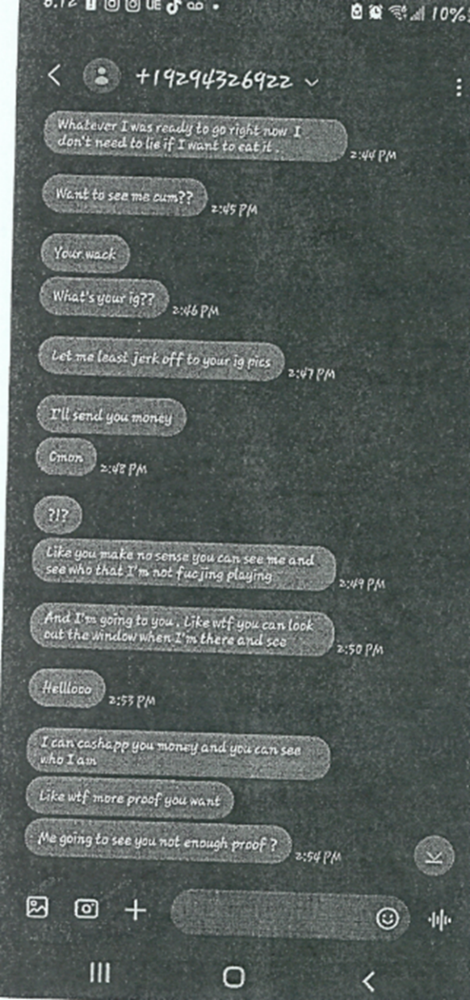 10%
+19294326922
Whatever I was ready to go right now I
don't need to lie if I want to eat it .
2:44 PM
Want to see me cum??
2:45 PM
Your wack
What's your ig??
2:46 PM
Let me least jerk off to your ig pics
2:47 PM
I'll send you money
Cmon
2:48 PM
?!?
Like you make no sense you can see me and
see who that I'm not fucjing playing
2:49 PM
And I'm going to you . Like wtf you can look
out the window when I'm there and see
2:50 PM
Helllooo
2:53 PM
I can cashapp you money and you can see
who I am
Like wtf more proof you want
Me going to see you not enough proof ?
2:54 PM